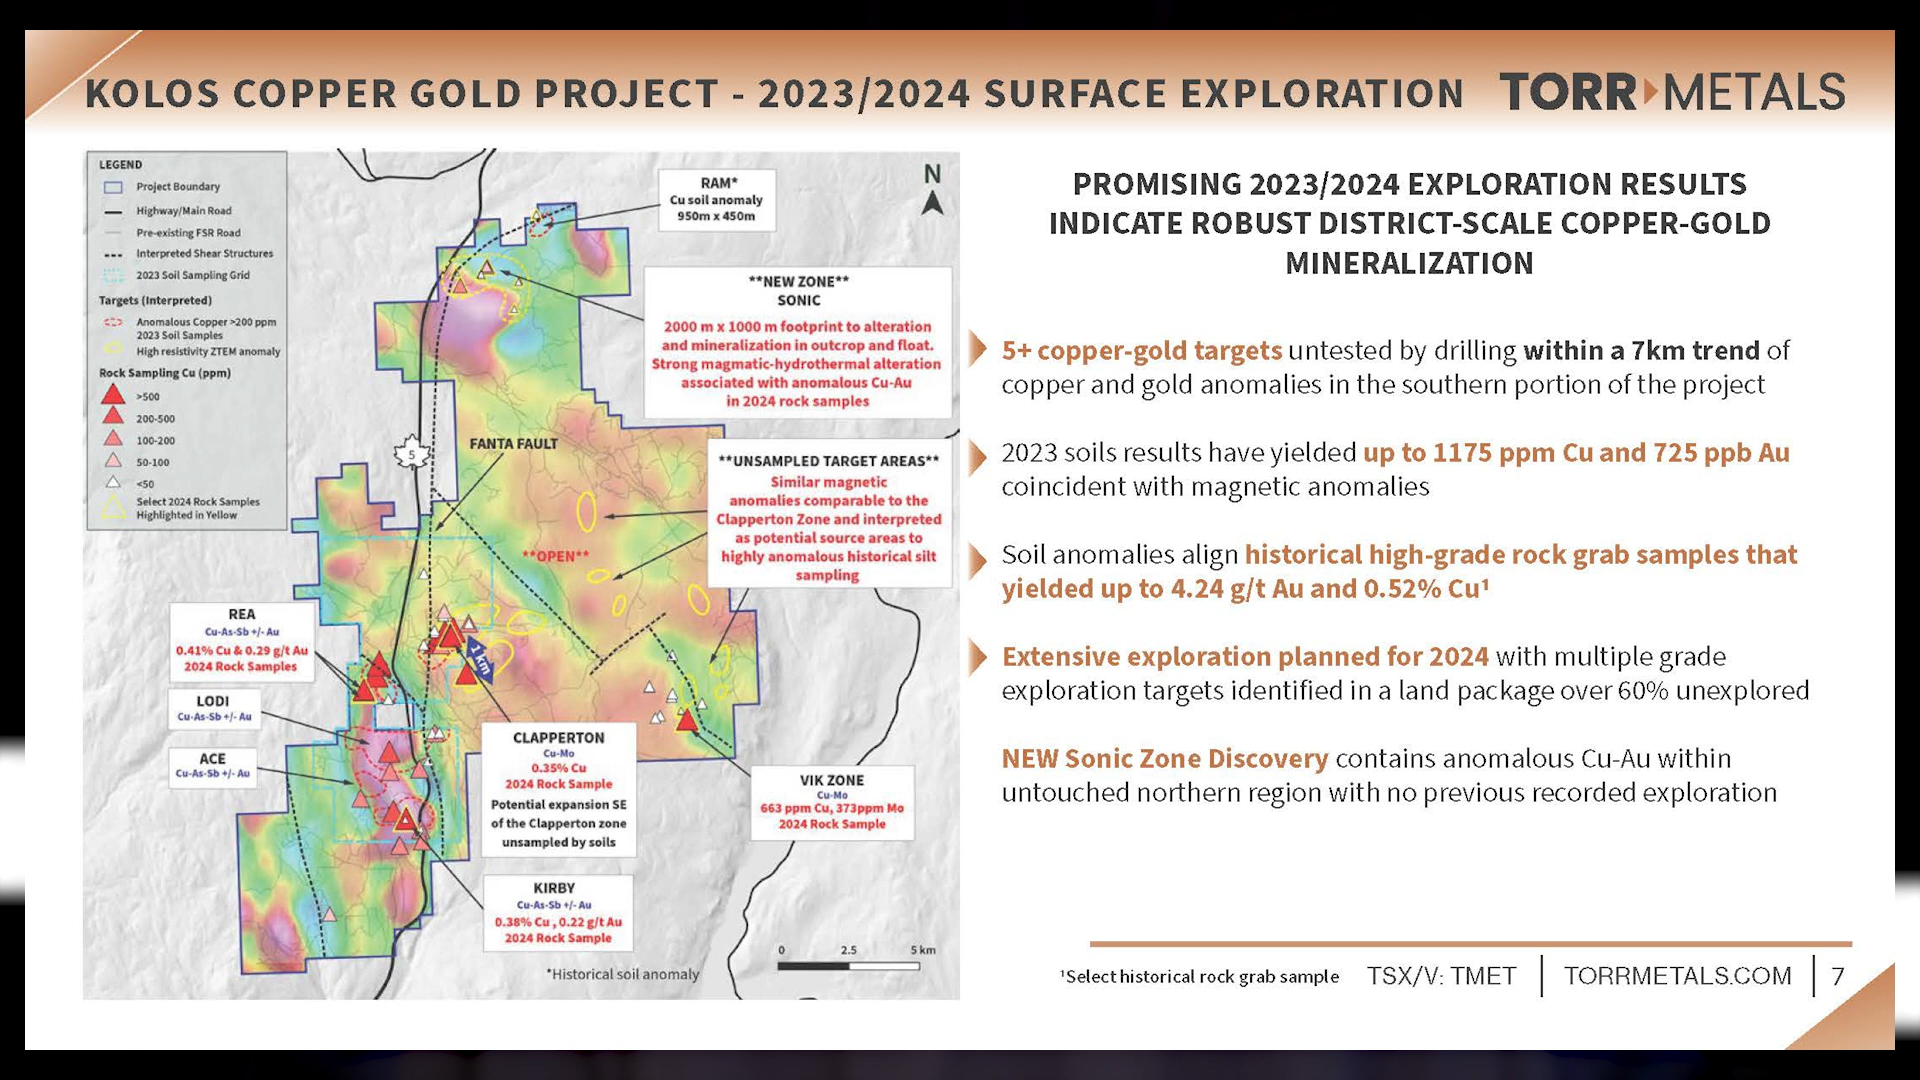 KOLOS COPPER GOLD PROJECT - 2023/2024 SURFACE EXPLORATION
TORR METALS
LEGEND
Project Boundary
Highway/Main Road
Pre-existing FSR Road
Interpreted Shear Structures
2023 Soil Sampling Grid
Targets (Interpreted)
Anomalous Copper >200 ppm
2023 Soil Samples
High resistivity ZTEM anomaly
Rock Sampling Cu (ppm)
>500
200-500
100-200
50-100
<50
Select 2024 Rock Samples
Highlighted in Yellow
N
RAM*
Cu soil anomaly
950m x 450m
**NEW ZONE**
SONIC
2000 m x 1000 m footprint to alteration
and mineralization in outcrop and float.
Strong magmatic-hydrothermal alteration
associated with anomalous Cu-Au
in 2024 rock samples
5
FANTA FAULT
**UNSAMPLED TARGET AREAS**
Similar magnetic
anomalies comparable to the
Clapperton Zone and interpreted
as potential source areas to
highly anomalous historical silt
sampling
**OPEN**
REA
Cu-As-Sb +/- Au
0.41% Cu & 0.29 g/t Au
2024 Rock Samples
1 km
LODI
Cu-As-Sb +/- Au
ACE
Cu-As-Sb +/- Au
CLAPPERTON
Cu-Mo
0.35% Cu
2024 Rock Sample
Potential expansion SE
of the Clapperton zone
unsampled by soils
VIK ZONE
Cu-Mo
663 ppm Cu, 373ppm Mo
2024 Rock Sample
KIRBY
Cu-As-Sb +/- Au
0.38% Cu , 0.22 g/t Au
2024 Rock Sample
0 2.5 5 km
*Historical soil anomaly
PROMISING 2023/2024 EXPLORATION RESULTS
INDICATE ROBUST DISTRICT-SCALE COPPER-GOLD
MINERALIZATION
5+ copper-gold targets untested by drilling within a 7km trend of
copper and gold anomalies in the southern portion of the project
2023 soils results have yielded up to 1175 ppm Cu and 725 ppb Au
coincident with magnetic anomalies
Soil anomalies align historical high-grade rock grab samples that
yielded up to 4.24 g/t Au and 0.52% Cu¹
Extensive exploration planned for 2024 with multiple grade
exploration targets identified in a land package over 60% unexplored
NEW Sonic Zone Discovery contains anomalous Cu-Au within
untouched northern region with no previous recorded exploration
¹Select historical rock grab sample
TSX/V: TMET
TORRMETALS.COM
7